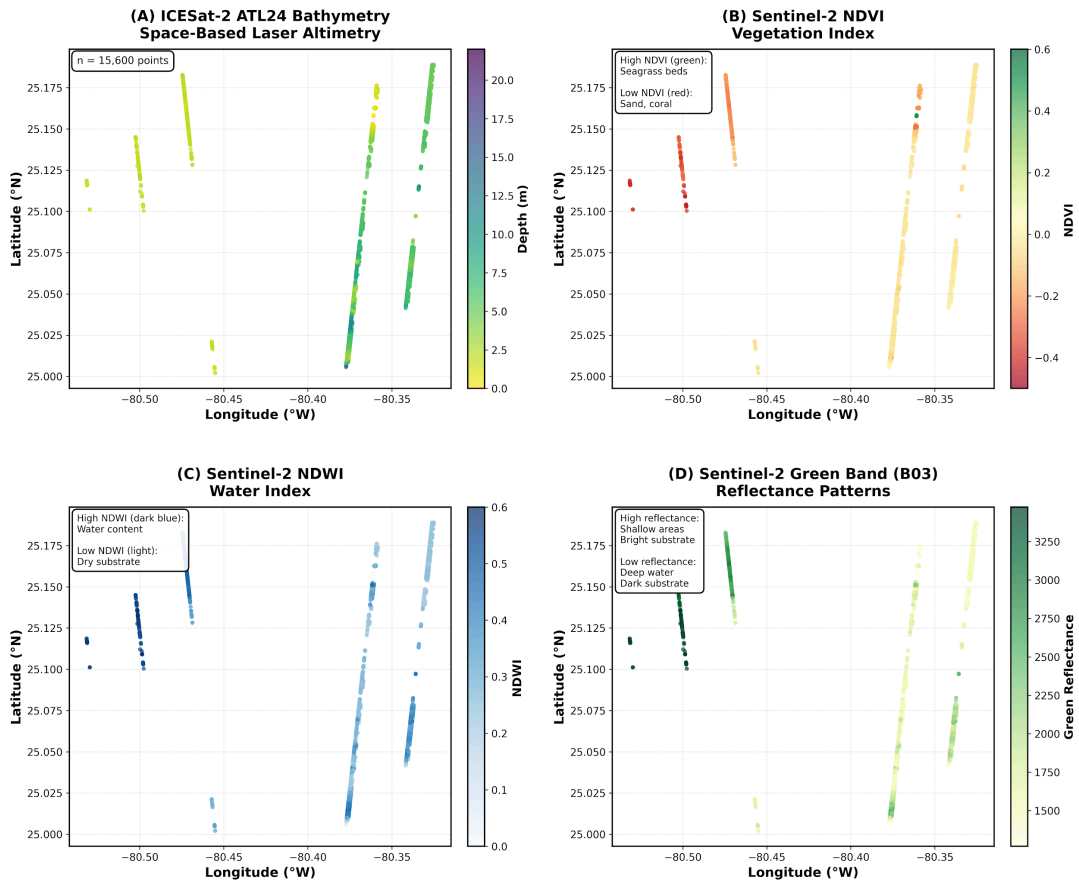 (A) ICESat-2 ATL24 Bathymetry
Space-Based Laser Altimetry
n = 15,600 points
25.175
25.150
25.125
25.100
25.075
25.050
25.025
25.000
Latitude (°N)
−80.50
−80.45
−80.40
−80.35
Longitude (°W)
20.0
17.5
15.0
12.5
10.0
7.5
5.0
2.5
0.0
Depth (m)
(B) Sentinel-2 NDVI
Vegetation Index
High NDVI (green):
Seagrass beds
Low NDVI (red):
Sand, coral
25.175
25.150
25.125
25.100
25.075
25.050
25.025
25.000
Latitude (°N)
−80.50
−80.45
−80.40
−80.35
Longitude (°W)
0.6
0.4
0.2
0.0
−0.2
−0.4
NDVI
(C) Sentinel-2 NDWI
Water Index
High NDWI (dark blue):
Water content
Low NDWI (light):
Dry substrate
25.175
25.150
25.125
25.100
25.075
25.050
25.025
25.000
Latitude (°N)
−80.50
−80.45
−80.40
−80.35
Longitude (°W)
0.6
0.5
0.4
0.3
0.2
0.1
0.0
NDWI
(D) Sentinel-2 Green Band (B03)
Reflectance Patterns
High reflectance:
Shallow areas
Bright substrate
Low reflectance:
Deep water
Dark substrate
25.175
25.150
25.125
25.100
25.075
25.050
25.025
25.000
Latitude (°N)
−80.50
−80.45
−80.40
−80.35
Longitude (°W)
3250
3000
2750
2500
2250
2000
1750
1500
Green Reflectance